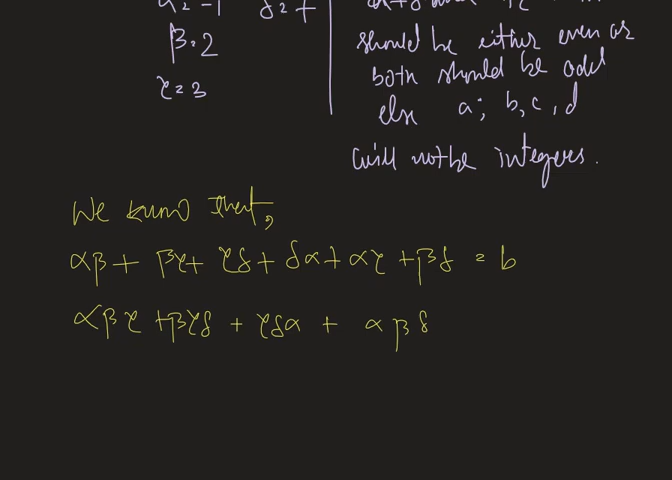 α = -1
β = 2
γ = 3
should be either even or
both should be odd
else a, b, c, d
will not be integers.
We know that,
αβ + βγ + γδ + δα + αγ + βδ = b
αβγ + βγδ + γδα + αβδ